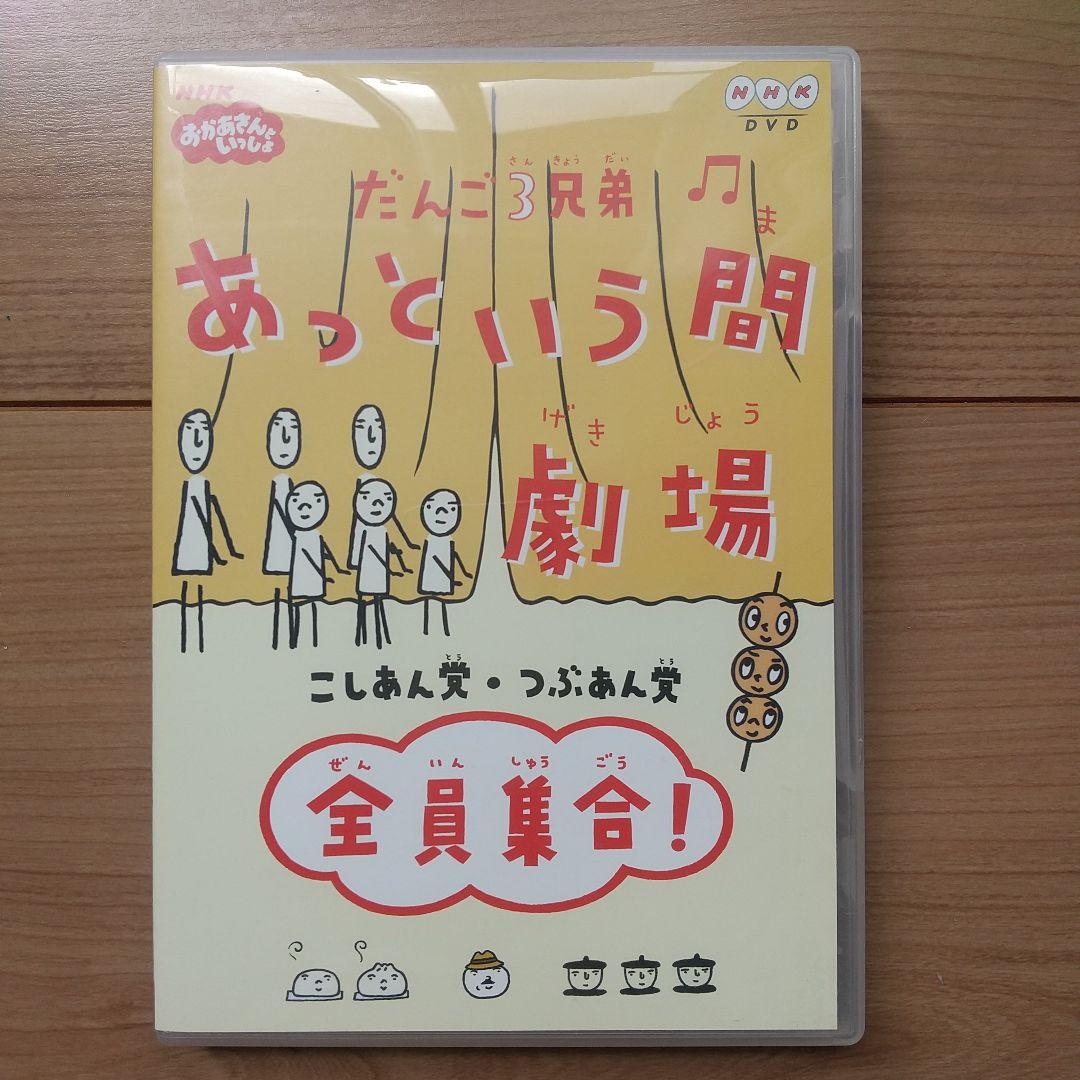 NHK
おかあさんと
いっしょ
NHK
DVD
さん きょう だい
だんご3兄弟
ま
あっという間
げき じょう
劇場
とう とう
こしあん党・つぶあん党
ぜん いん しゅう ごう
全員集合!